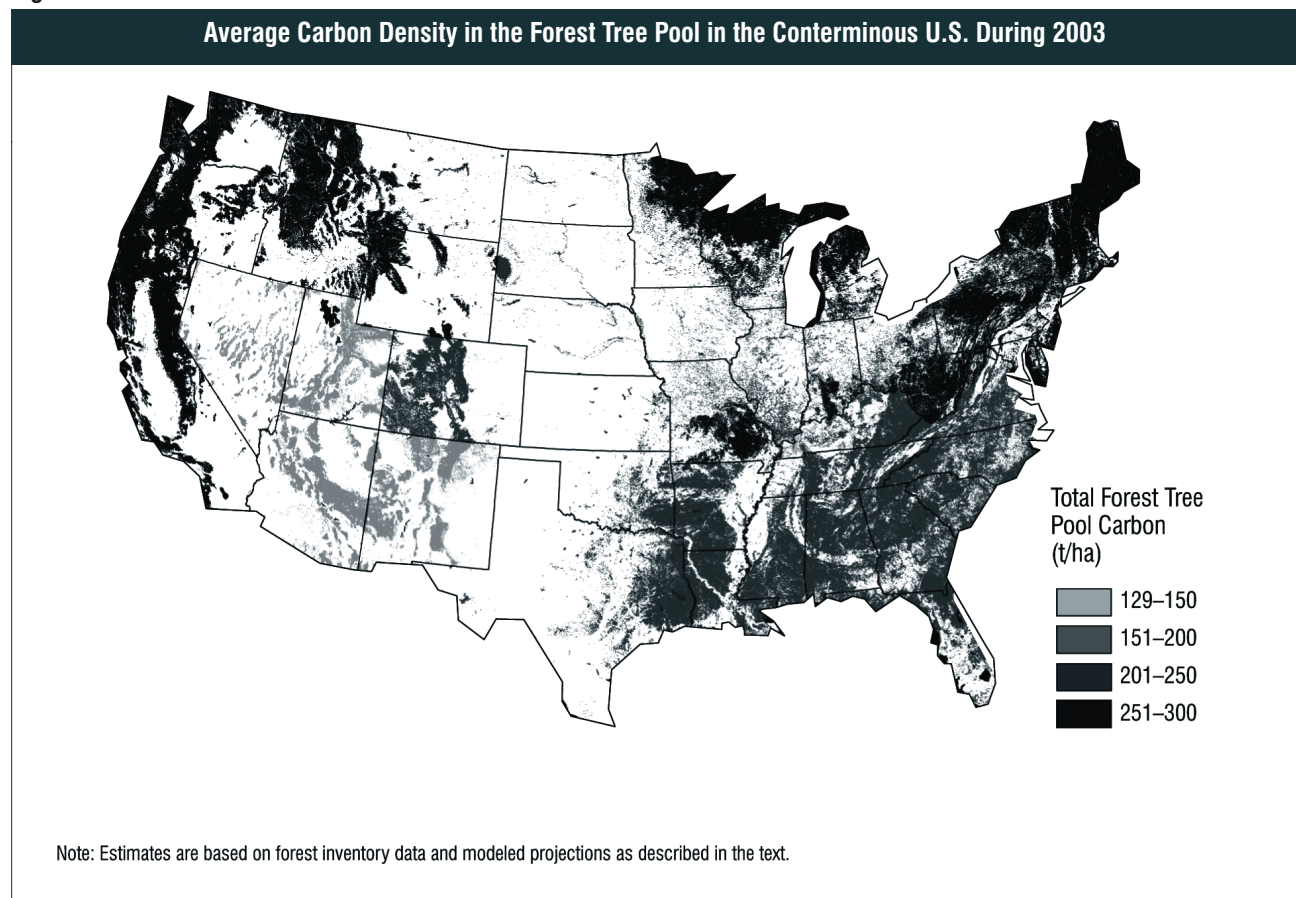 Average Carbon Density in the Forest Tree Pool in the Conterminous U.S. During 2003
Total Forest Tree
Pool Carbon
(t/ha)
129–150
151–200
201–250
251–300
Note: Estimates are based on forest inventory data and modeled projections as described in the text.